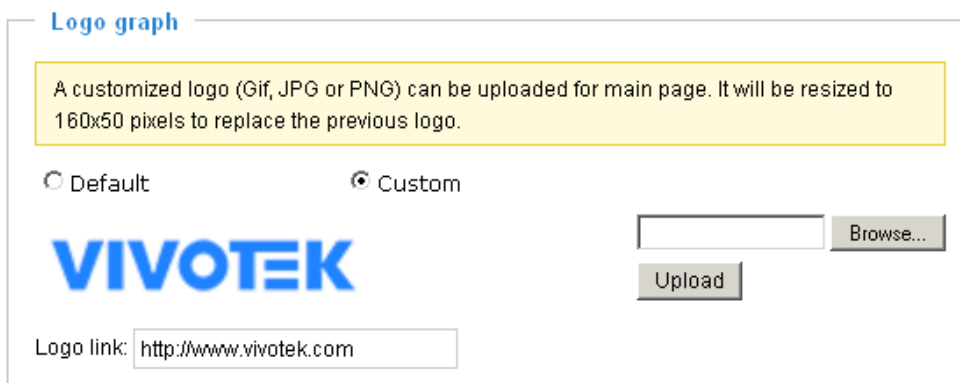 Logo graph
A customized logo (Gif, JPG or PNG) can be uploaded for main page. It will be resized to
160x50 pixels to replace the previous logo.
Default Custom
Browse...
VIVOTEK
Upload
Logo link: http://www.vivotek.com